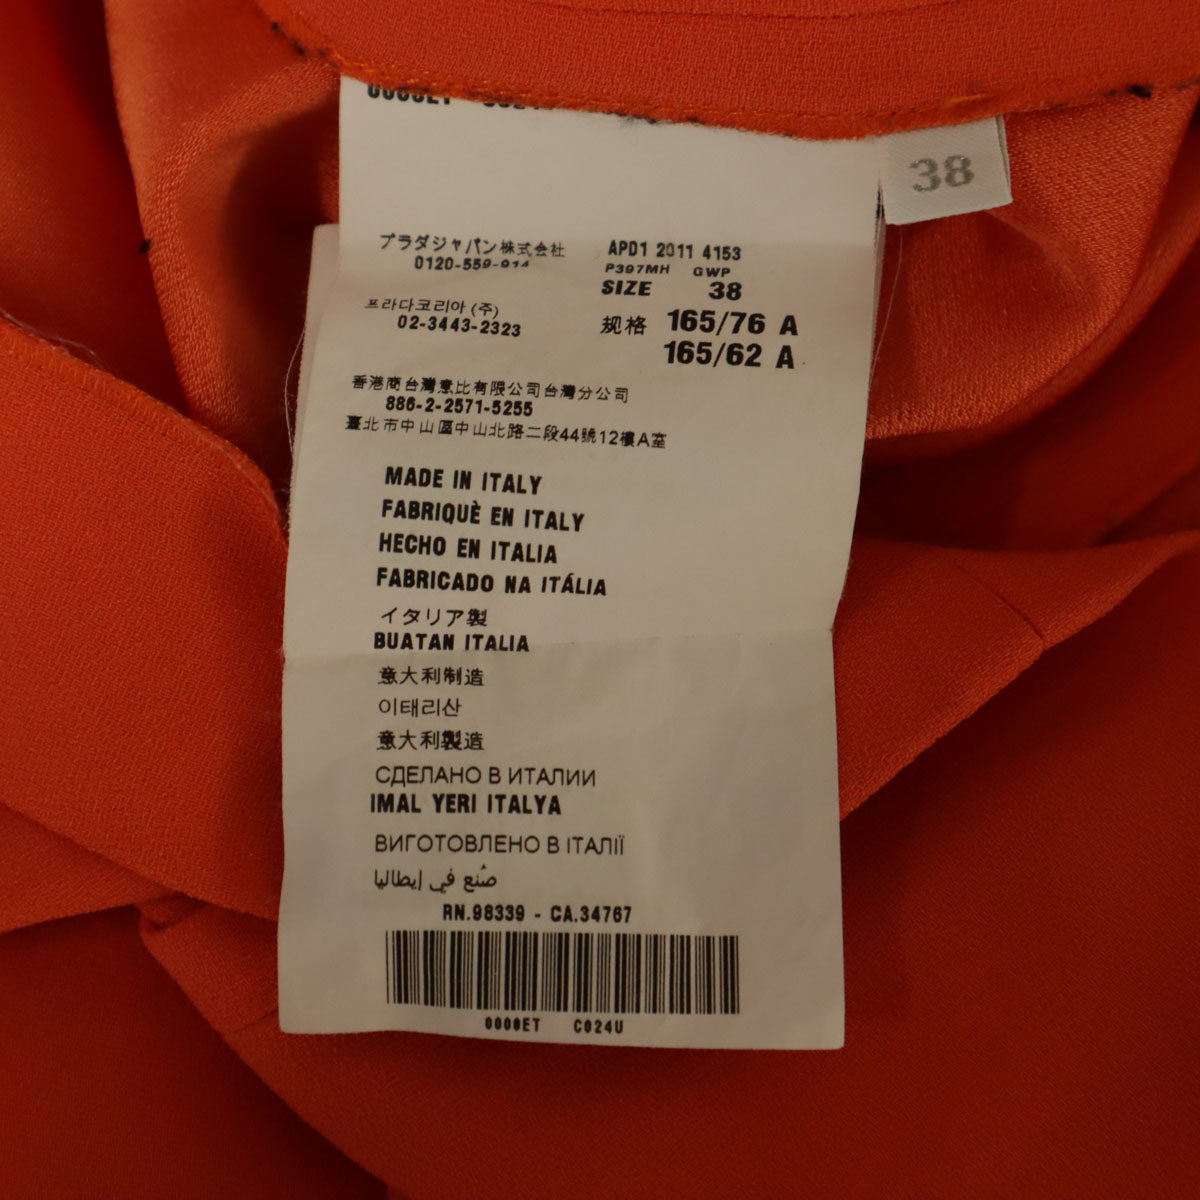 38
プラダジャパン株式会社
0120-559-914
프라다코리아 (주)
02-3443-2323
APD1 2011 4153
P397MH GWP
SIZE 38
规格 165/76 A
165/62 A
香港商台灣意比有限公司台灣分公司
886-2-2571-5255
臺北市中山區中山北路二段44號12樓A室
MADE IN ITALY
FABRIQUÈ EN ITALY
HECHO EN ITALIA
FABRICADO NA ITÁLIA
イタリア製
BUATAN ITALIA
意大利制造
이태리산
意大利製造
СДЕЛАНО В ИТАЛИИ
IMAL YERI ITALYA
ВИГОТОВЛЕНО В ІТАЛІЇ
صُنع في إيطاليا
RN.98339 - CA.34767
0000ET C024U